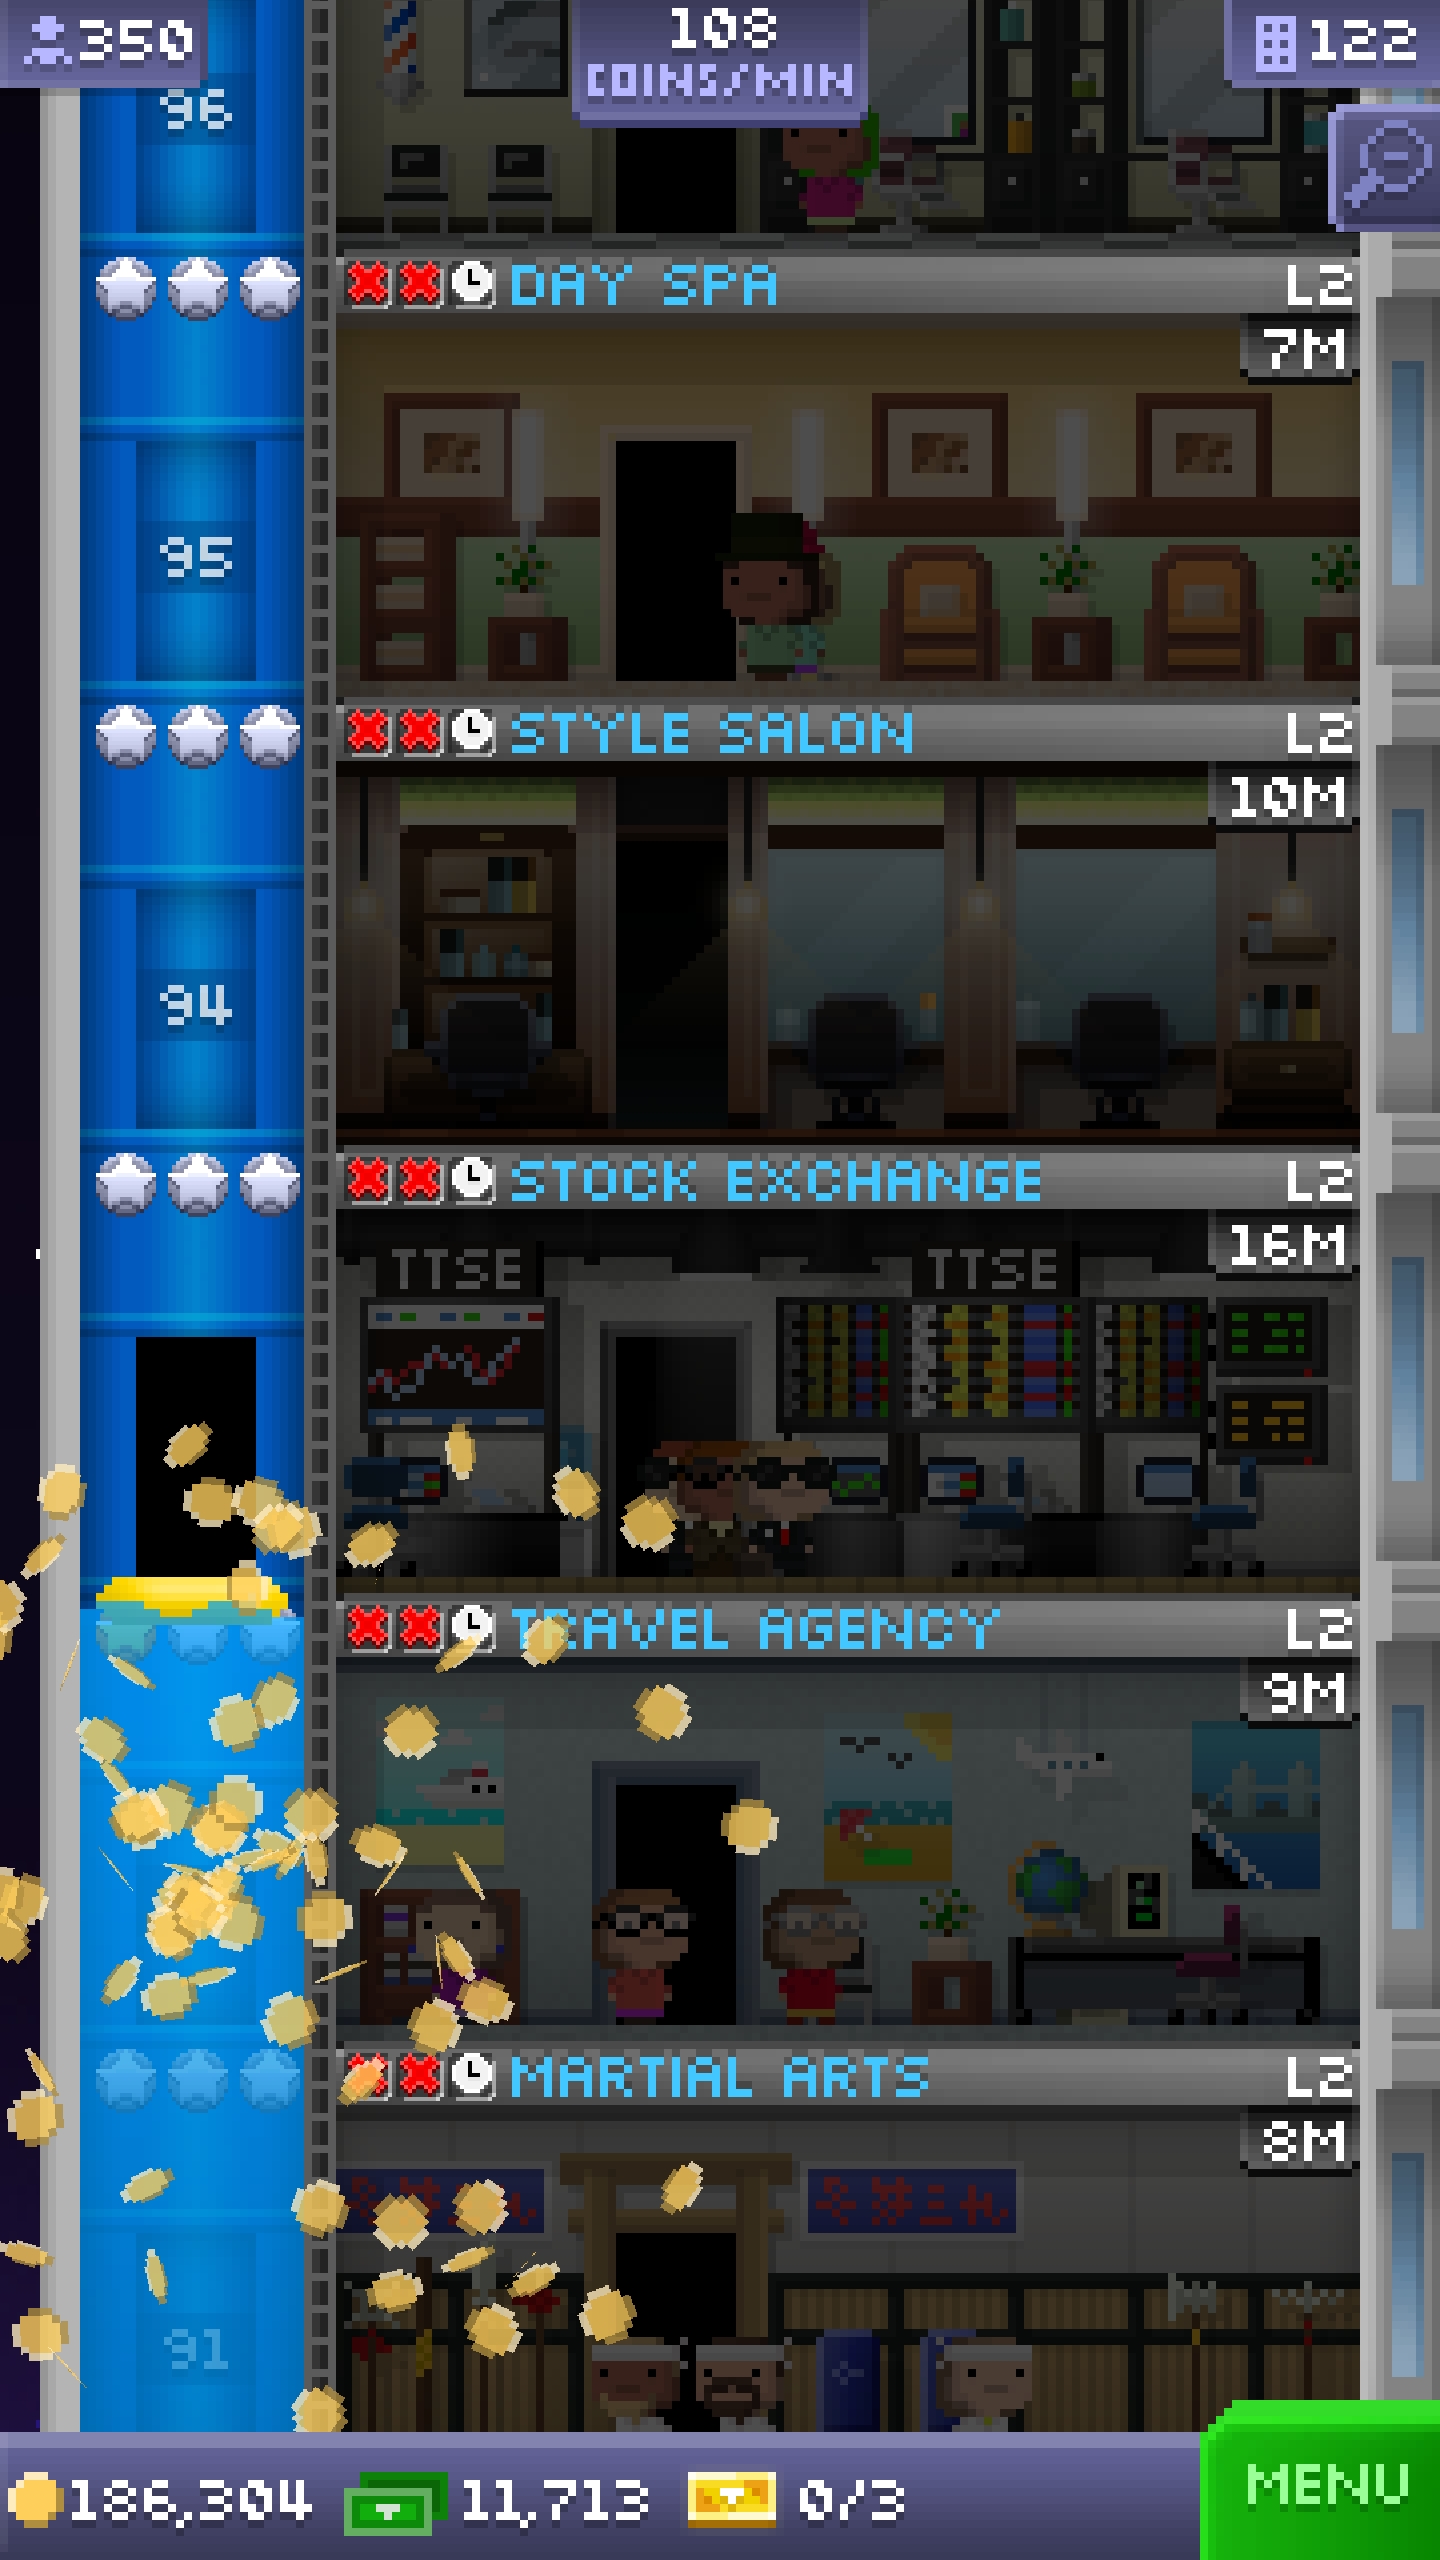 350
108
COINS/MIN
122
96
DAY SPA L2
7M
95
STYLE SALON L2
10M
94
STOCK EXCHANGE L2
16M
TTSE TTSE
TRAVEL AGENCY L2
9M
MARTIAL ARTS L2
8M
91
186,304 11,713 0/3 MENU